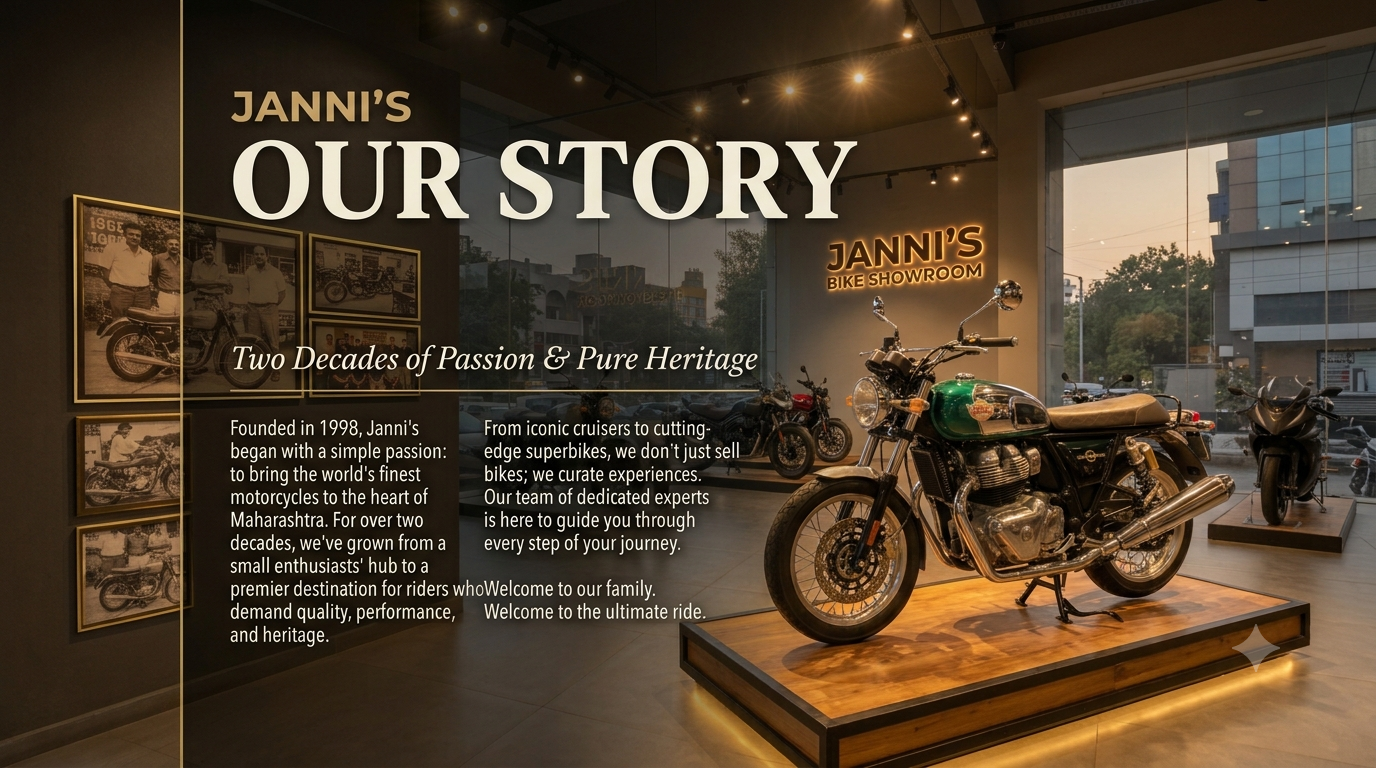 JANNI'S
OUR STORY
JANNI'S
BIKE SHOWROOM
Two Decades of Passion & Pure Heritage
Founded in 1998, Janni's
began with a simple passion:
to bring the world's finest
motorcycles to the heart of
Maharashtra. For over two
decades, we've grown from a
small enthusiasts' hub to a
premier destination for riders who
demand quality, performance,
and heritage.
From iconic cruisers to cutting-
edge superbikes, we don't just sell
bikes; we curate experiences.
Our team of dedicated experts
is here to guide you through
every step of your journey.
Welcome to our family.
Welcome to the ultimate ride.